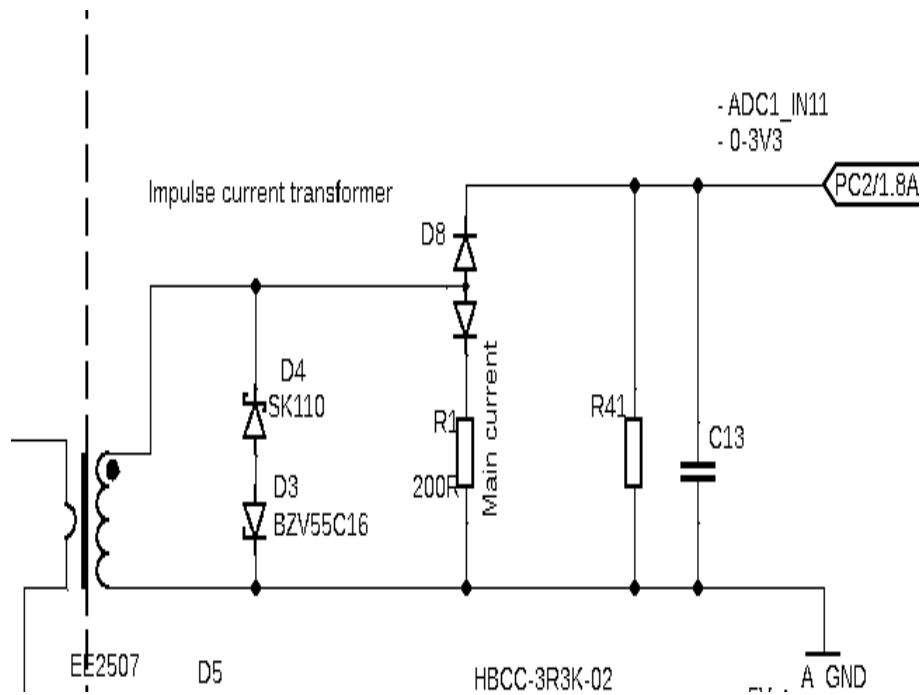 - ADC1_IN11
- 0-3V3
PC2/1.8A
Impulse current transformer
D8
D4
SK110
R1
200R
Main current
R41
C13
D3
BZV55C16
EE2507
D5
HBCC-3R3K-02
A_GND